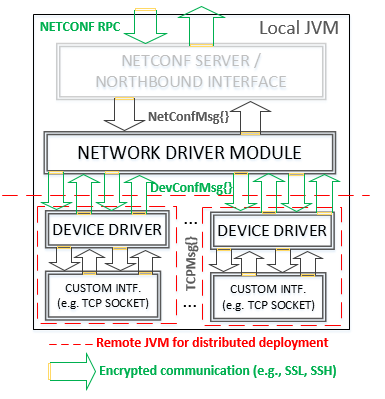 NETCONF RPC
Local JVM
NETCONF SERVER /
NORTHBOUND INTERFACE
NetConfMsg{}
NETWORK DRIVER MODULE
DevConfMsg{}
DEVICE DRIVER
...
DEVICE DRIVER
TCPMsg{}
CUSTOM INTF.
(e.g. TCP SOCKET)
...
CUSTOM INTF.
(e.g. TCP SOCKET)
Remote JVM for distributed deployment
Encrypted communication (e.g., SSL, SSH)